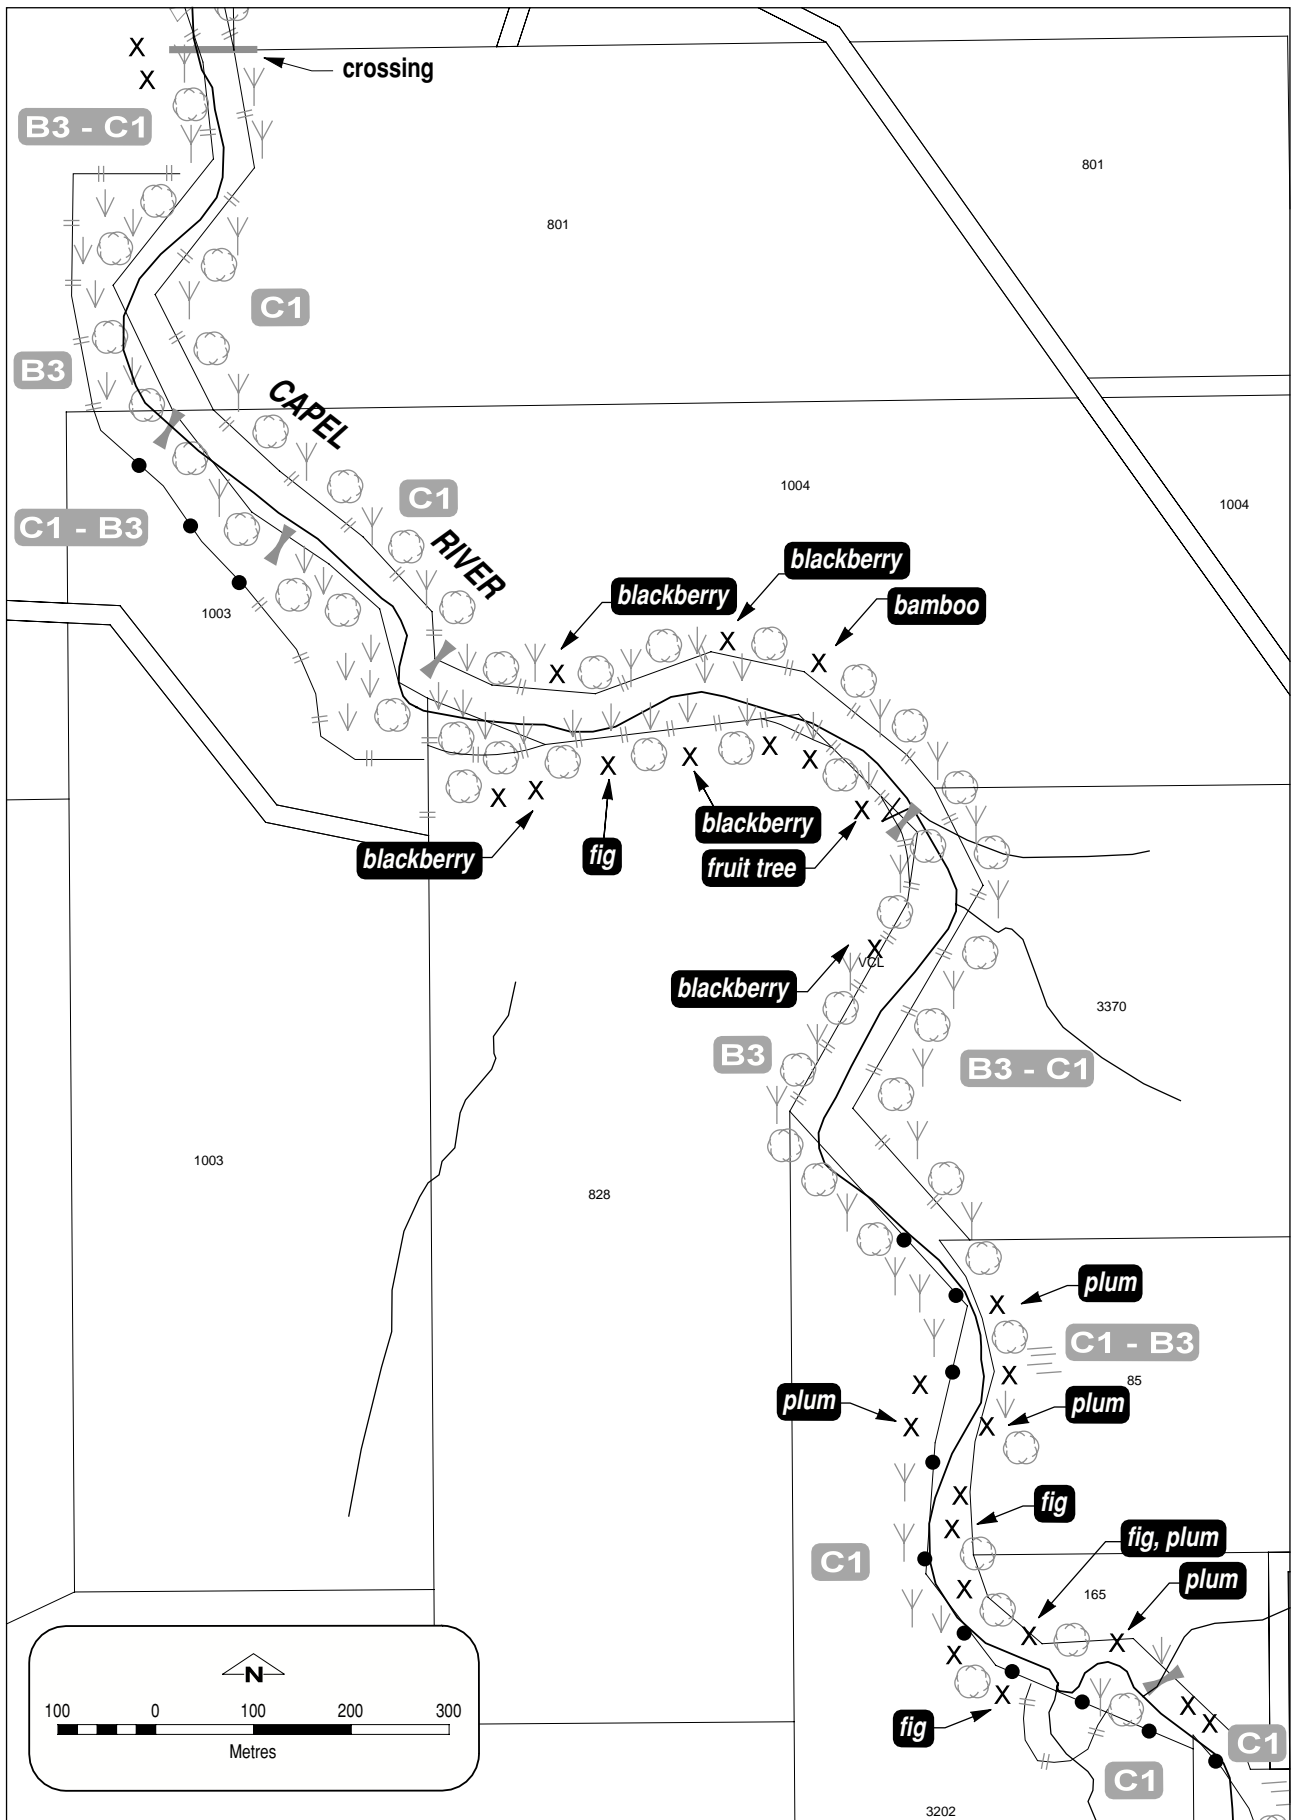 X
crossing
X
B3 - C1
801
801
C1
B3
CAPEL
RIVER
C1
1004
1004
C1 - B3
blackberry
blackberry
bamboo
1003
X
X
X
X
X
X
X
X
X
X
X
blackberry
fig
blackberry
fruit tree
X
VCL
blackberry
3370
B3
B3 - C1
1003
828
plum
X
C1 - B3
85
X
X
plum
X
X
plum
X
fig
X
fig, plum
C1
X
plum
165
X
X
X
N
X
fig
X
X
C1
100 0 100 200 300
Metres
C1
3202